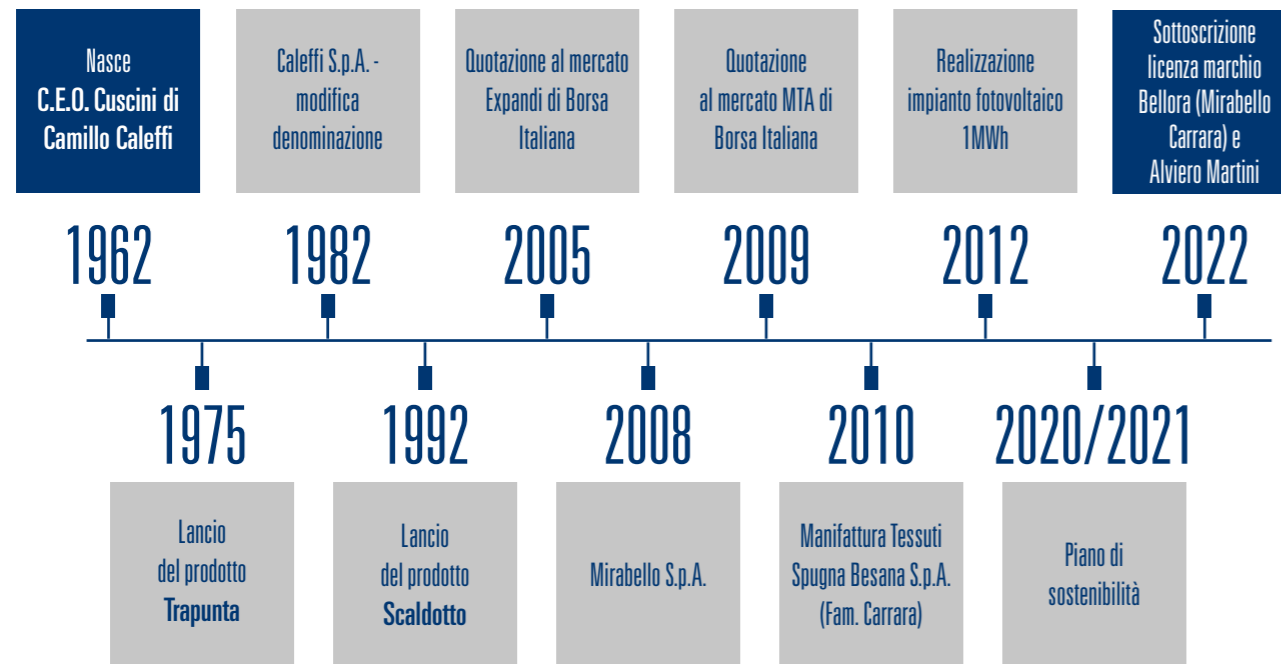 Nasce
C.E.O. Cuscini di
Camillo Caleffi
1962
Caleffi S.p.A. -
modifica
denominazione
1982
Quotazione al mercato
Expandi di Borsa
Italiana
2005
Quotazione
al mercato MTA di
Borsa Italiana
2009
Realizzazione
impianto fotovoltaico
1MWh
2012
Sottoscrizione
licenza marchio
Bellora (Mirabello
Carrara) e
Alviero Martini
2022
1975
Lancio
del prodotto
Trapunta
1992
Lancio
del prodotto
Scaldotto
2008
Mirabello S.p.A.
2010
Manifattura Tessuti
Spugna Besana S.p.A.
(Fam. Carrara)
2020/2021
Piano di
sostenibilità